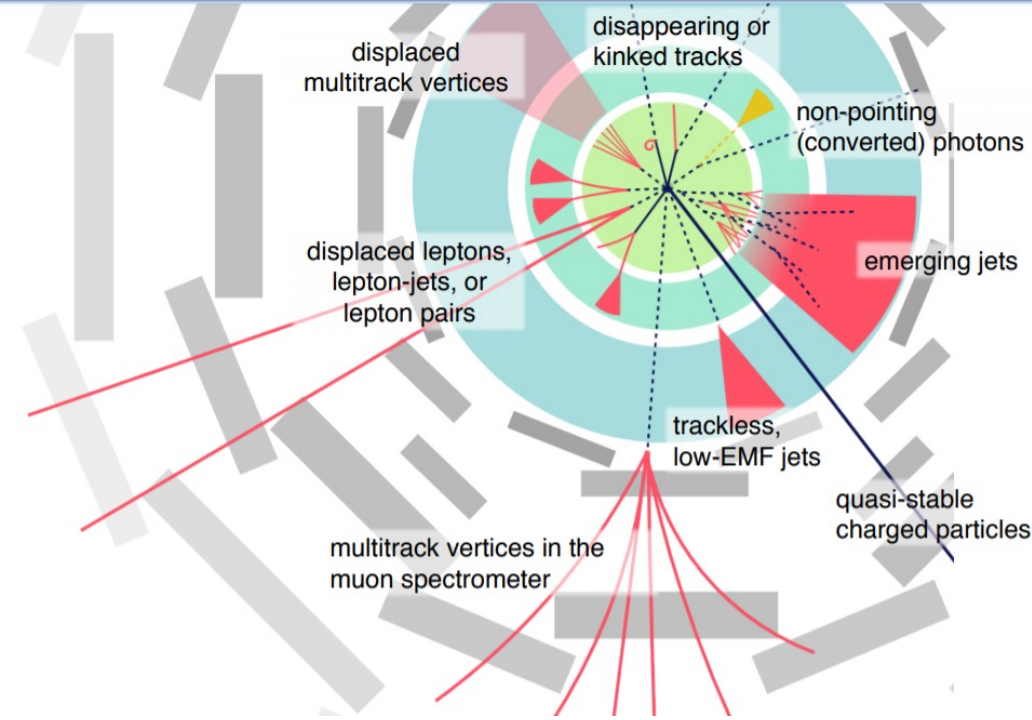 disappearing or
kinked tracks
displaced
multitrack vertices
non-pointing
(converted) photons
displaced leptons,
lepton-jets, or
lepton pairs
emerging jets
trackless,
low-EMF jets
quasi-stable
charged particles
multitrack vertices in the
muon spectrometer